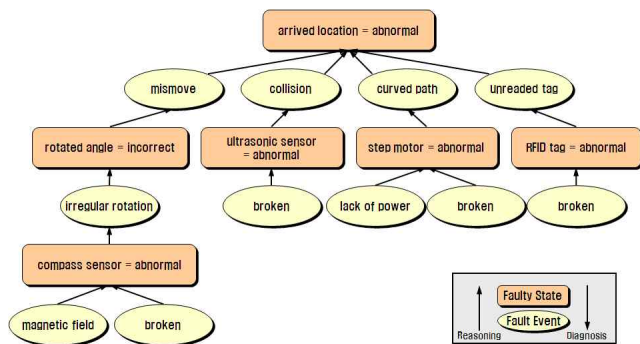 arrived location = abnormal
mismove
collision
curved path
unreaded tag
rotated angle = incorrect
ultrasonic sensor
= abnormal
step motor = abnormal
RFID tag = abnormal
irregular rotation
broken
lack of power
broken
broken
compass sensor = abnormal
magnetic field
broken
Faulty State
Fault Event
Reasoning
Diagnosis